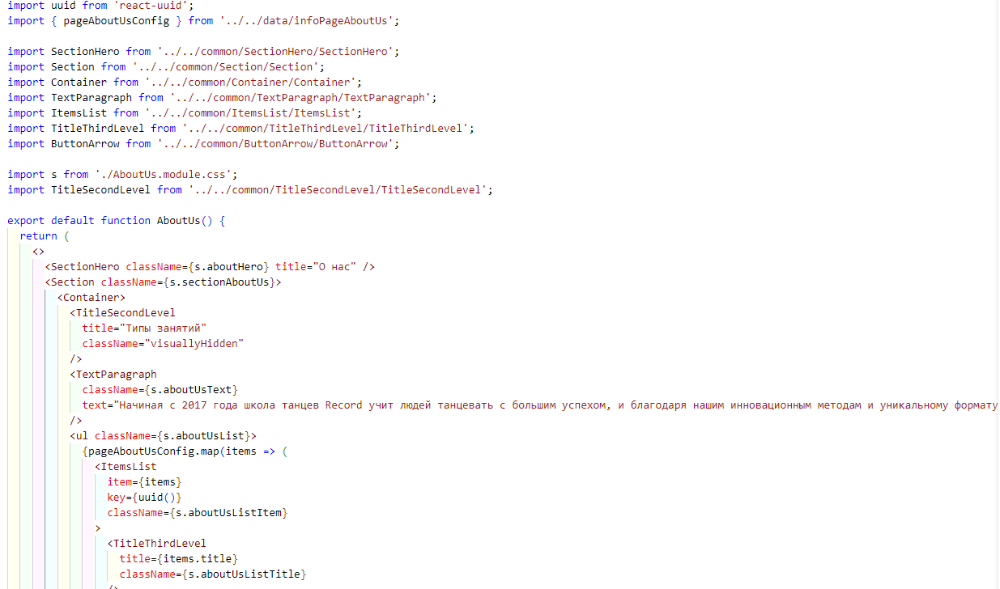 import uuid from 'react-uuid';
import { pageAboutUsConfig } from '../../data/infoPageAboutUs';
import SectionHero from '../../common/SectionHero/SectionHero';
import Section from '../../common/Section/Section';
import Container from '../../common/Container/Container';
import TextParagraph from '../../common/TextParagraph/TextParagraph';
import ItemsList from '../../common/ItemsList/ItemsList';
import TitleThirdLevel from '../../common/TitleThirdLevel/TitleThirdLevel';
import ButtonArrow from '../../common/ButtonArrow/ButtonArrow';
import s from './AboutUs.module.css';
import TitleSecondLevel from '../../common/TitleSecondLevel/TitleSecondLevel';
export default function AboutUs() {
return (
<>
<SectionHero className={s.aboutHero} title="О нас" />
<Section className={s.sectionAboutUs}>
<Container>
<TitleSecondLevel
title="Типы занятий"
className="visuallyHidden"
/>
<TextParagraph
className={s.aboutUsText}
text="Начиная с 2017 года школа танцев Record учит людей танцевать с большим успехом, и благодаря нашим инновационным методам и уникальному формату
/>
<ul className={s.aboutUsList}>
{pageAboutUsConfig.map(items => (
<ItemsList
item={items}
key={uuid()}
className={s.aboutUsListItem}
>
<TitleThirdLevel
title={items.title}
className={s.aboutUsListTitle}
/>